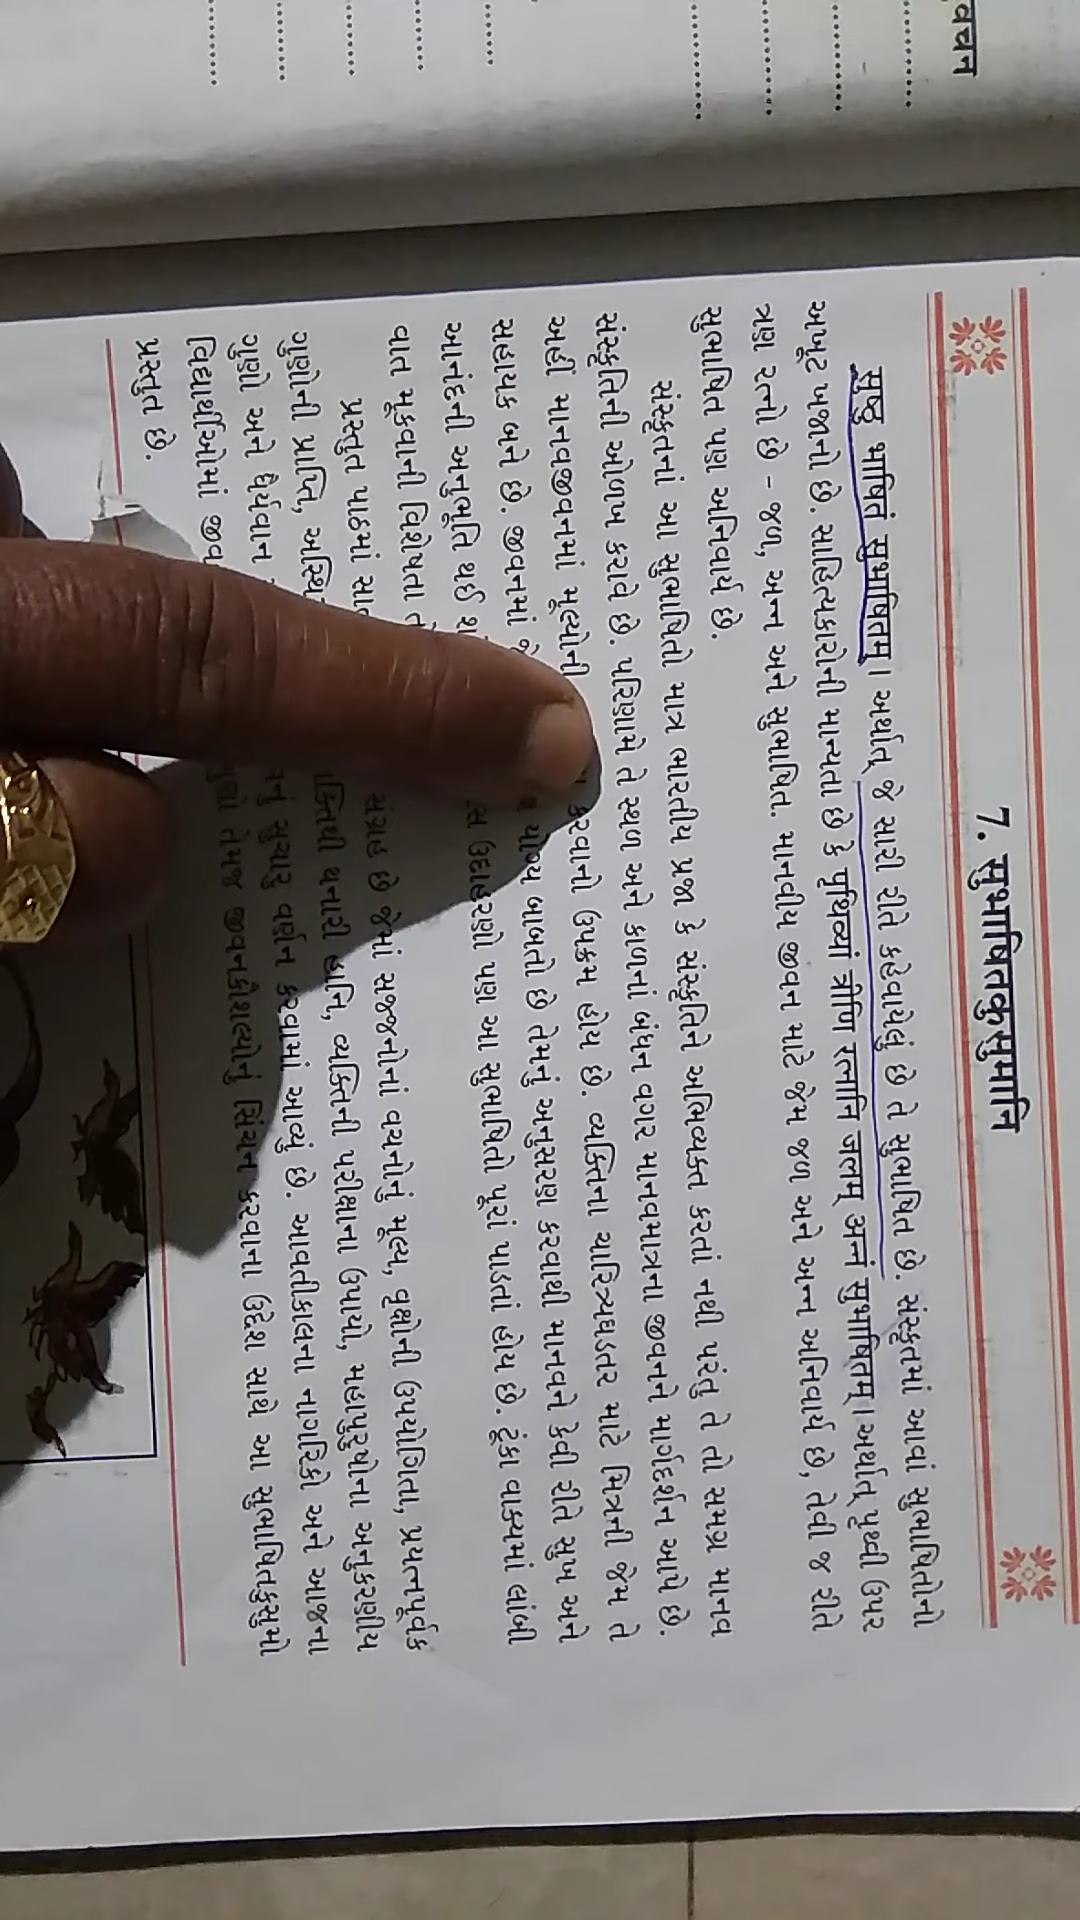 वचन
7. सुभाषितकुसुमानि
सुष्ठु भाषितं सुभाषितम्। અર્થાત્ જે સારી રીતે કહેવાયેલું છે તે સુભાષિત છે. સંસ્કૃતમાં આવાં સુભાષિતોનો
અખૂટ ખજાનો છે. સાહિત્યકારોની માન્યતા છે કે पृथिव्यां त्रीणि रत्नानि जलम् अन्नं सुभाषितम्। અર્થાત્ પૃથ્વી ઉપર
ત્રણ રત્નો છે - જળ, અન્ન અને સુભાષિત. માનવીય જીવન માટે જેમ જળ અને અન્ન અનિવાર્ય છે, તેવી જ રીતે
સુભાષિત પણ અનિવાર્ય છે.
સંસ્કૃતનાં આ સુભાષિતો માત્ર ભારતીય પ્રજા કે સંસ્કૃતિને અભિવ્યક્ત કરતાં નથી પરંતુ તે તો સમગ્ર માનવ
સંસ્કૃતિની ઓળખ કરાવે છે. પરિણામે તે સ્થળ અને કાળનાં બંધન વગર માનવમાત્રના જીવનને માર્ગદર્શન આપે છે.
અહીં માનવજીવનમાં મૂલ્યોની કરવાનો ઉપક્રમ હોય છે. વ્યક્તિના ચારિત્ર્યઘડતર માટે મિત્રની જેમ તે
સહાયક બને છે. જીવનમાં યોગ્ય બાબતો છે તેમનું અનુસરણ કરવાથી માનવને કેવી રીતે સુખ અને
આનંદની અનુભૂતિ થઈ ઉદાહરણો પણ આ સુભાષિતો પૂરાં પાડતાં હોય છે. ટૂંકા વાક્યમાં લાંબી
વાત મૂકવાની વિશેષતા
પ્રસ્તુત પાઠમાં સંગ્રહ છે જેમાં સજ્જનોનાં વચનોનું મૂલ્ય, વૃક્ષોની ઉપયોગિતા, પ્રયત્નપૂર્વક
ગુણોની પ્રાપ્તિ, થનારી હાનિ, વ્યક્તિની પરીક્ષાના ઉપાયો, મહાપુરુષોના અનુકરણીય
ગુણો અને ધૈર્યવાન સુચારુ વર્ણન કરવામાં આવ્યું છે. આવતીકાલના નાગરિકો અને આજના
વિદ્યાર્થીઓમાં તેમજ જીવનકૌશલ્યોનું સિંચન કરવાના ઉદ્દેશ સાથે આ સુભાષિતકુસુમો
પ્રસ્તુત છે.